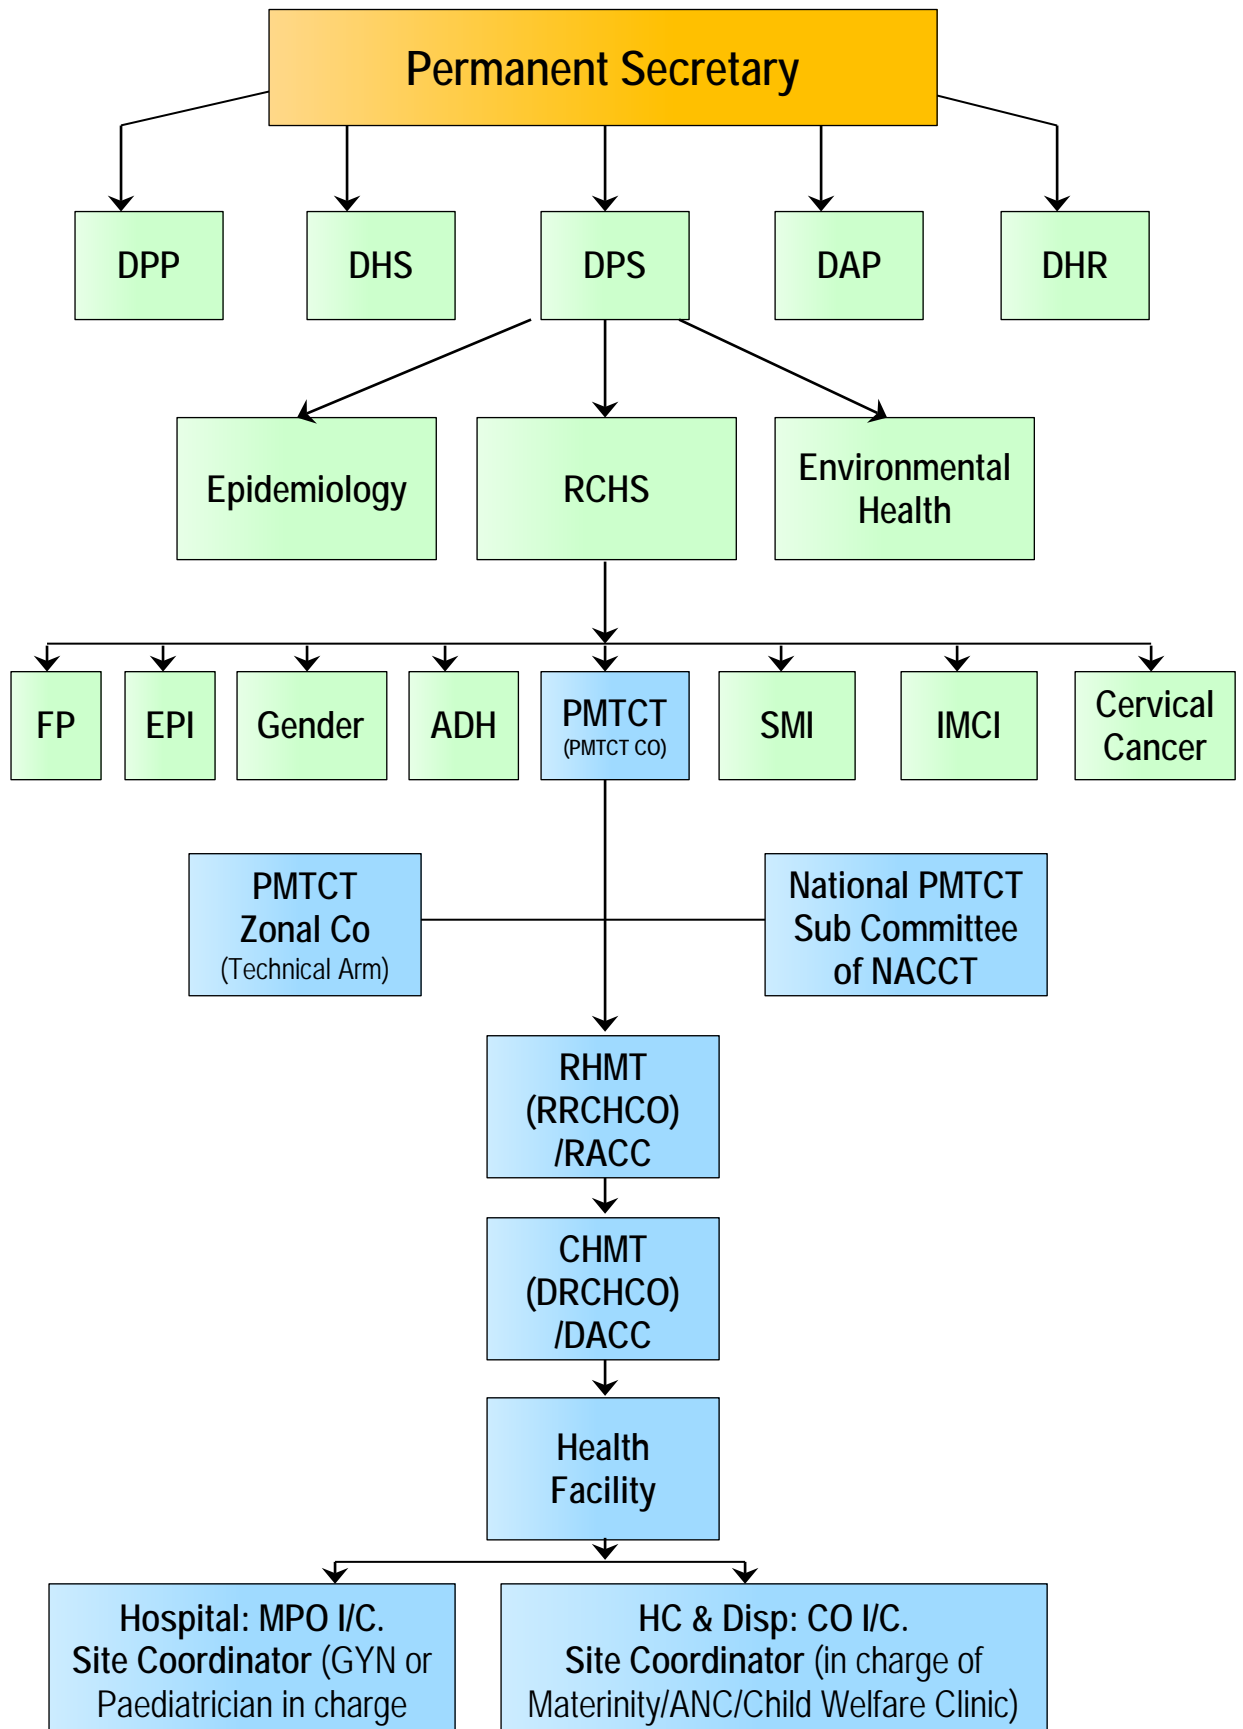 Permanent Secretary
DPP
DHS
DPS
DAP
DHR
Epidemiology
RCHS
Environmental
Health
FP
EPI
Gender
ADH
PMTCT
(PMTCT CO)
SMI
IMCI
Cervical
Cancer
PMTCT
Zonal Co
(Technical Arm)
National PMTCT
Sub Committee
of NACCT
RHMT
(RRCHCO)
/RACC
CHMT
(DRCHCO)
/DACC
Health
Facility
Hospital: MPO I/C.
Site Coordinator (GYN or
Paediatrician in charge
HC & Disp: CO I/C.
Site Coordinator (in charge of
Materinity/ANC/Child Welfare Clinic)